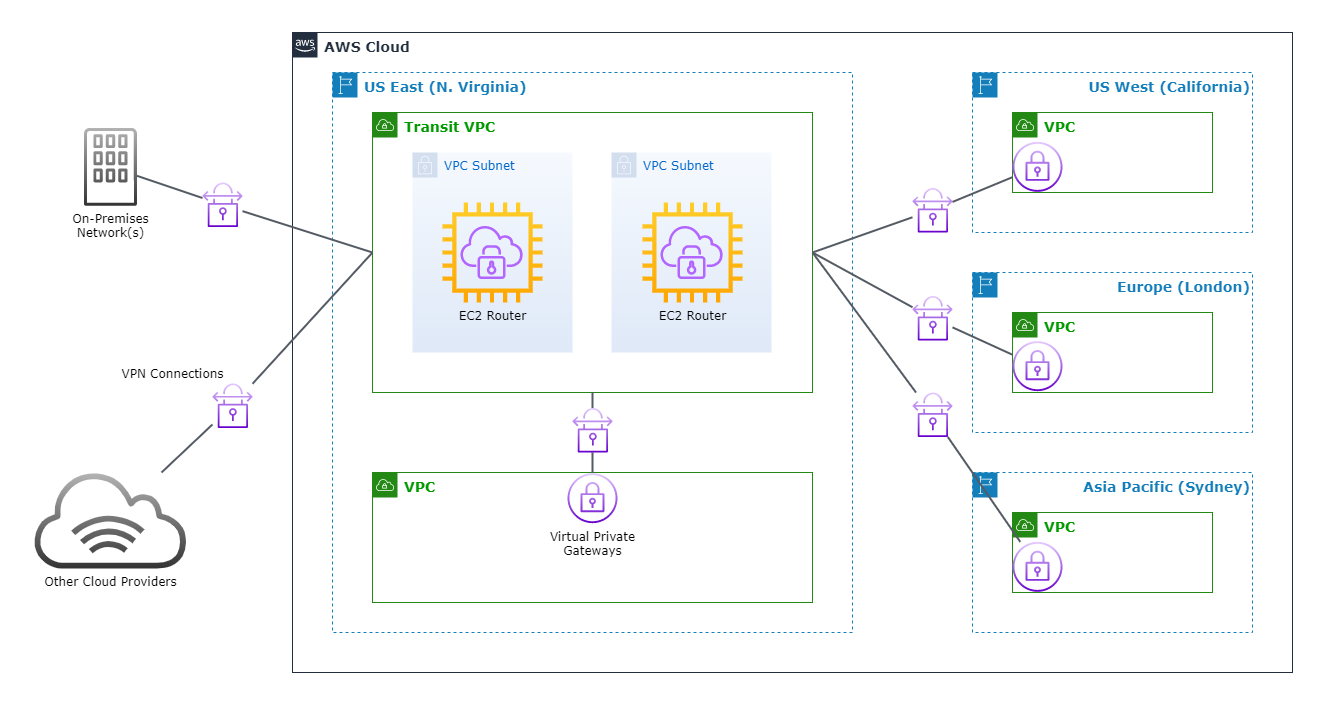 aws
AWS Cloud
US East (N. Virginia)
Transit VPC
VPC Subnet
EC2 Router
VPC Subnet
EC2 Router
On-Premises
Network(s)
VPN Connections
Other Cloud Providers
VPC
Virtual Private
Gateways
US West (California)
VPC
Europe (London)
VPC
Asia Pacific (Sydney)
VPC